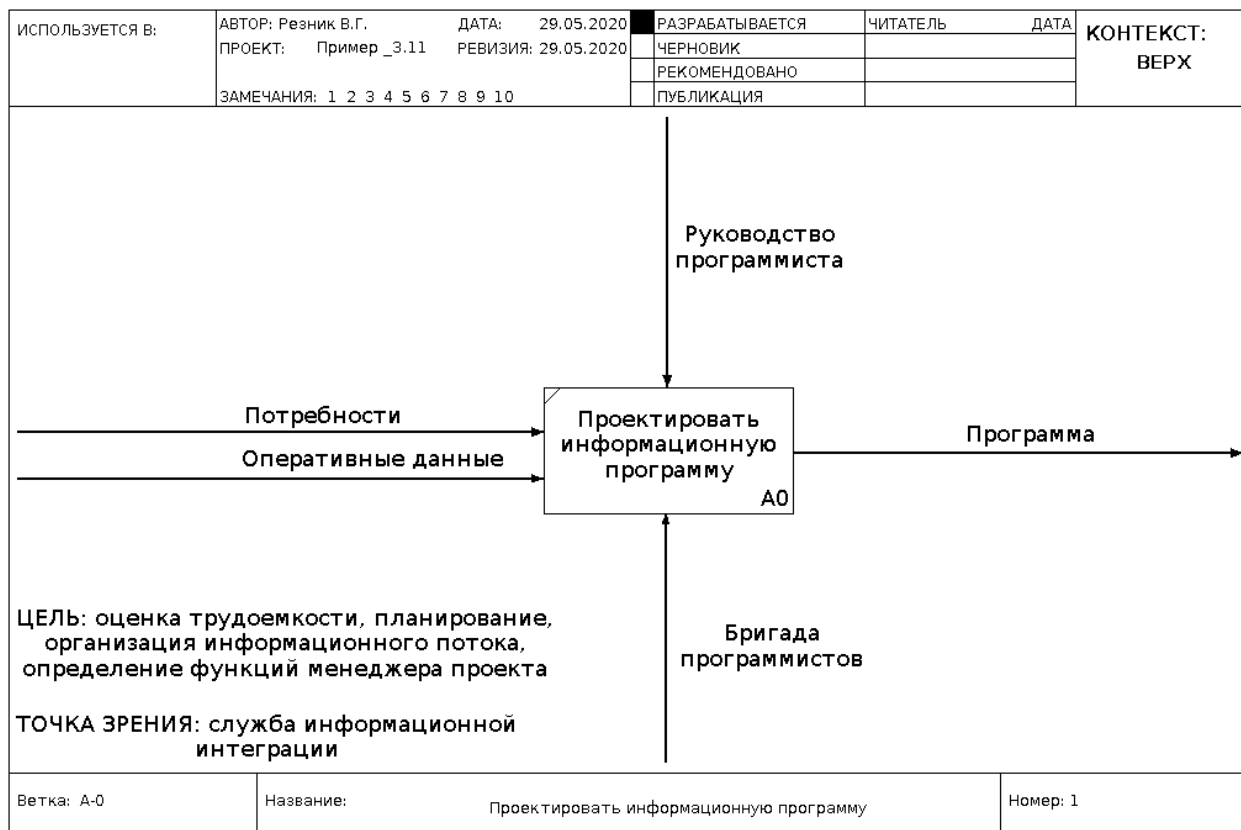 ИСПОЛЬЗУЕТСЯ В:
АВТОР: Резник В.Г. ДАТА: 29.05.2020
ПРОЕКТ: Пример _3.11 РЕВИЗИЯ: 29.05.2020
ЗАМЕЧАНИЯ: 1 2 3 4 5 6 7 8 9 10
РАЗРАБАТЫВАЕТСЯ
ЧЕРНОВИК
РЕКОМЕНДОВАНО
ПУБЛИКАЦИЯ
ЧИТАТЕЛЬ ДАТА
КОНТЕКСТ:
ВЕРХ
Руководство
программиста
Потребности
Оперативные данные
Проектировать
информационную
программу
A0
Программа
Бригада
программистов
ЦЕЛЬ: оценка трудоемкости, планирование,
организация информационного потока,
определение функций менеджера проекта
ТОЧКА ЗРЕНИЯ: служба информационной
интеграции
Ветка: A-0
Название: Проектировать информационную программу
Номер: 1